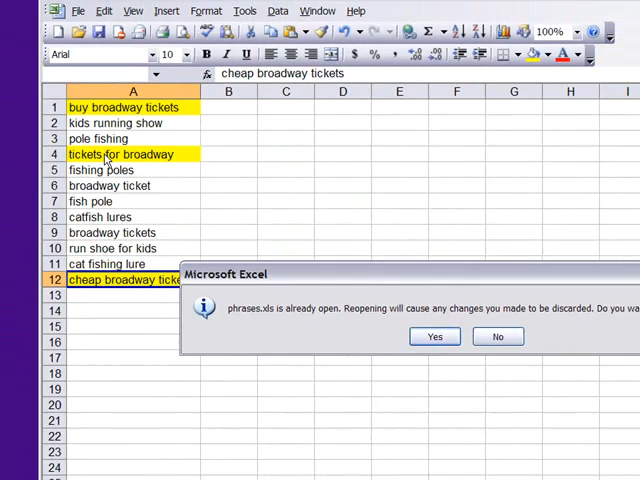 File Edit View Insert Format Tools Data Window Help
100%
Arial 10 B I U $ %
fx cheap broadway tickets
A B C D E F G H I
1 buy broadway tickets
2 kids running show
3 pole fishing
4 tickets for broadway
5 fishing poles
6 broadway ticket
7 fish pole
8 catfish lures
9 broadway tickets
10 run shoe for kids
11 cat fishing lure
12 cheap broadway ticke
Microsoft Excel
phrases.xls is already open. Reopening will cause any changes you made to be discarded. Do you wa
Yes No
13
14
15
16
17
18
19
20
21
22
23
24